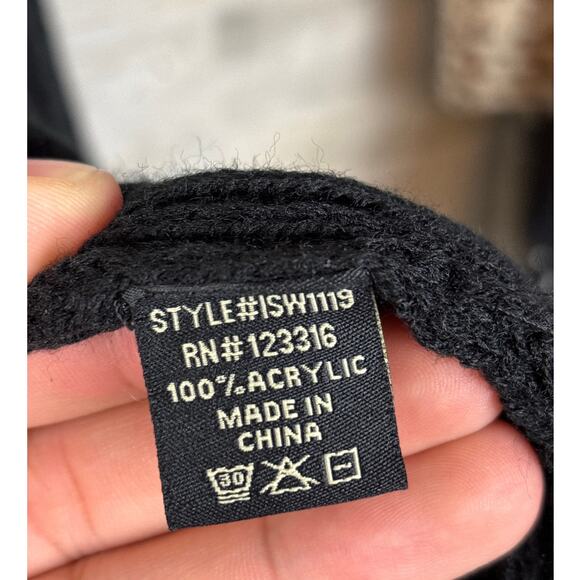 STYLE#ISW1119
RN#123316
100%ACRYLIC
MADE IN
CHINA
30